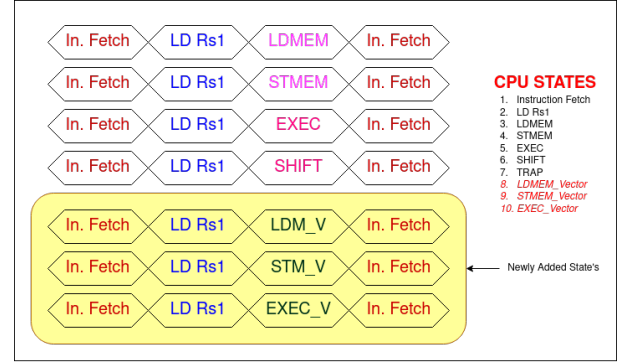 In. Fetch LD Rs1 LDMEM In. Fetch
In. Fetch LD Rs1 STMEM In. Fetch
In. Fetch LD Rs1 EXEC In. Fetch
In. Fetch LD Rs1 SHIFT In. Fetch
In. Fetch LD Rs1 LDM_V In. Fetch
In. Fetch LD Rs1 STM_V In. Fetch
In. Fetch LD Rs1 EXEC_V In. Fetch
CPU STATES
1. Instruction Fetch
2. LD Rs1
3. LDMEM
4. STMEM
5. EXEC
6. SHIFT
7. TRAP
8. LDMEM_Vector
9. STMEM_Vector
10. EXEC_Vector
Newly Added State's